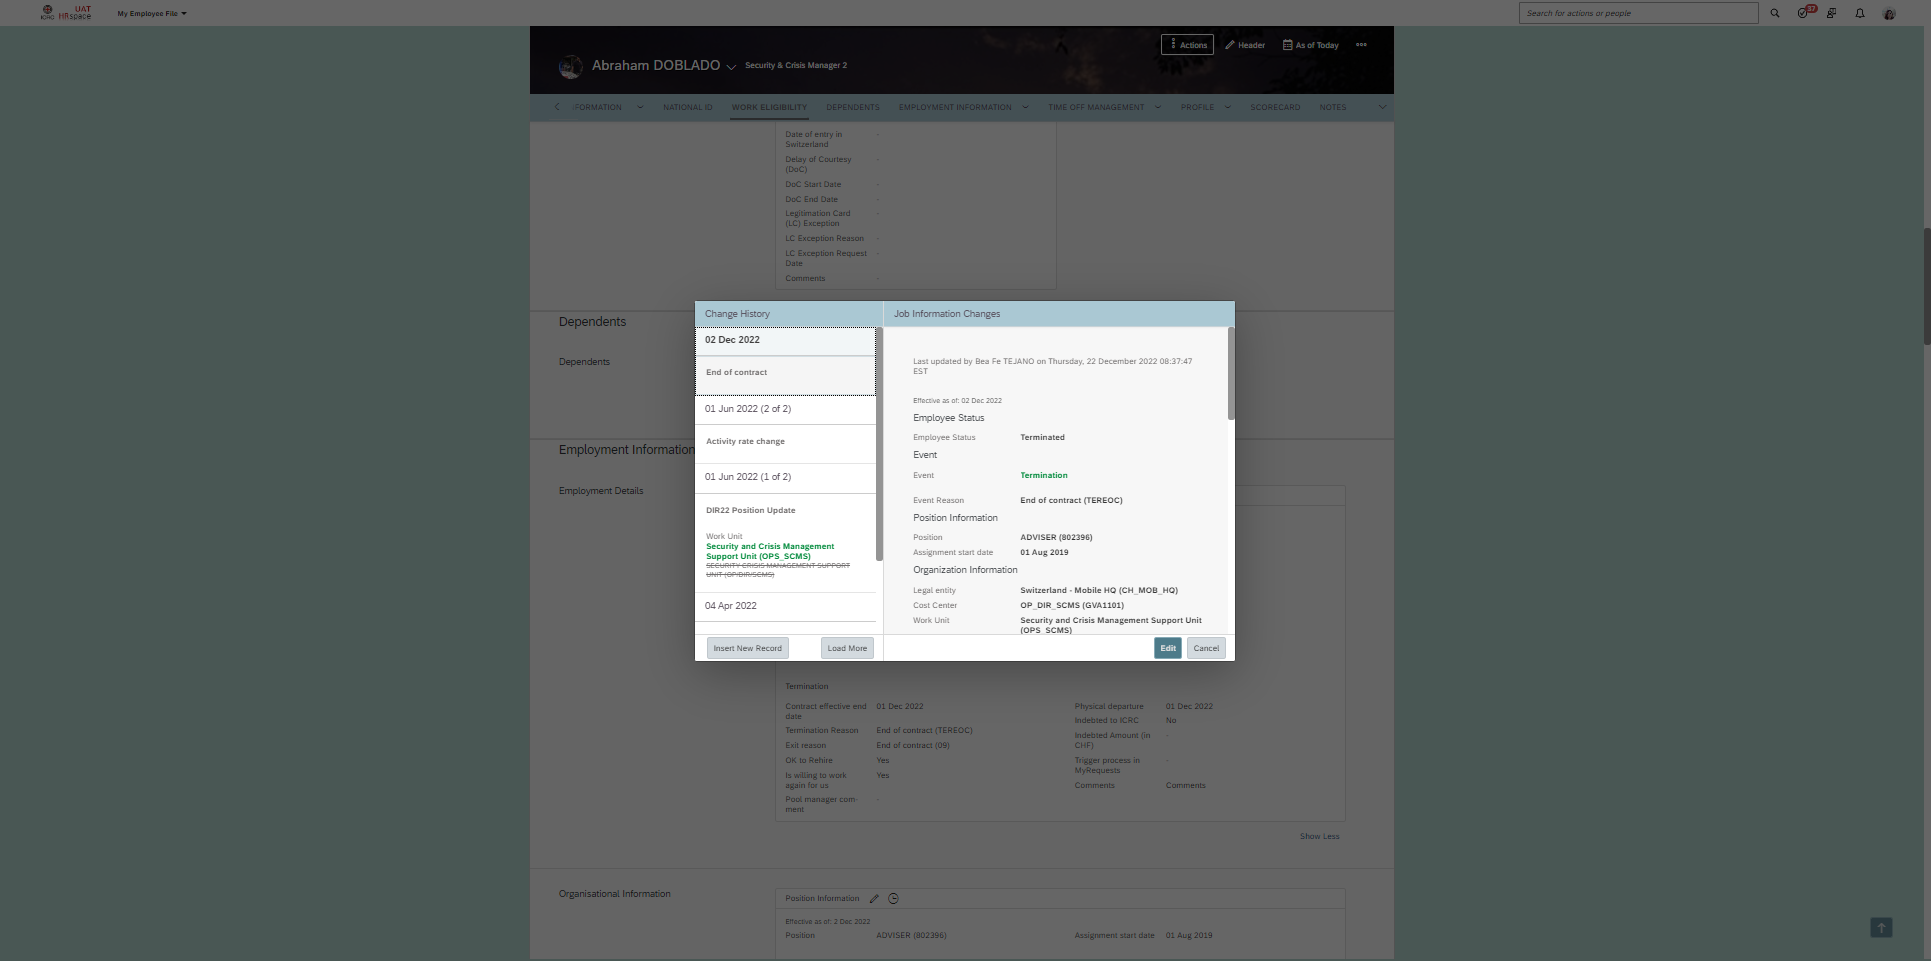 ICRC UAT
HRspace
My Employee File
Search for actions or people
37
Abraham DOBLADO
Security & Crisis Manager 2
Actions
Header
As of Today
FORMATION
NATIONAL ID
WORK ELIGIBILITY
DEPENDENTS
EMPLOYMENT INFORMATION
TIME OFF MANAGEMENT
PROFILE
SCORECARD
NOTES
Date of entry in
Switzerland
-
Delay of Courtesy
(DoC)
-
DoC Start Date -
DoC End Date -
Legitimation Card
(LC) Exception
-
LC Exception Reason -
LC Exception Request
Date
-
Comments -
Dependents
Dependents
Employment Information
Employment Details
Change History
02 Dec 2022
End of contract
01 Jun 2022 (2 of 2)
Activity rate change
01 Jun 2022 (1 of 2)
DIR22 Position Update
Work Unit
Security and Crisis Management
Support Unit (OPS_SCMS)
SECURITY CRISIS MANAGEMENT SUPPORT
UNIT (OP/DIR/SCMS)
04 Apr 2022
Insert New Record
Load More
Job Information Changes
Last updated by Bea Fe TEJANO on Thursday, 22 December 2022 08:37:47
EST
Effective as of: 02 Dec 2022
Employee Status
Employee Status Terminated
Event
Event Termination
Event Reason End of contract (TEREOC)
Position Information
Position ADVISER (802396)
Assignment start date 01 Aug 2019
Organization Information
Legal entity Switzerland - Mobile HQ (CH_MOB_HQ)
Cost Center OP_DIR_SCMS (GVA1101)
Work Unit Security and Crisis Management Support Unit
(OPS_SCMS)
Edit
Cancel
Termination
Contract effective end
date
01 Dec 2022
Termination Reason End of contract (TEREOC)
Exit reason End of contract (09)
OK to Rehire Yes
Is willing to work
again for us
Yes
Pool manager com-
ment
-
Physical departure 01 Dec 2022
Indebted to ICRC No
Indebted Amount (in
CHF)
-
Trigger process in
MyRequests
-
Comments Comments
Show Less
Organisational Information
Position Information
Effective as of: 2 Dec 2022
Position ADVISER (802396)
Assignment start date 01 Aug 2019